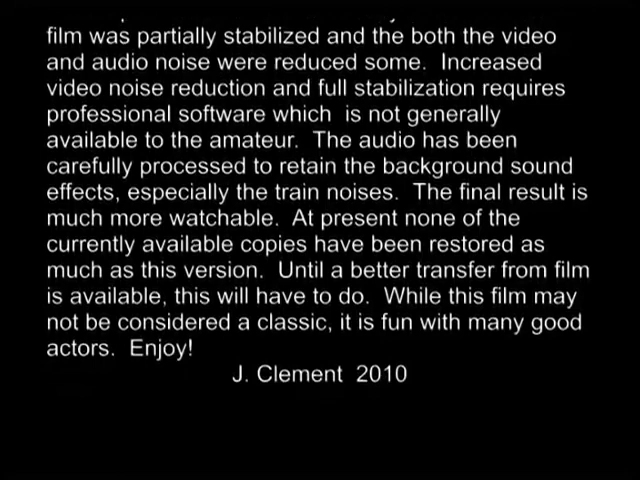 film was partially stabilized and the both the video
and audio noise were reduced some.  Increased
video noise reduction and full stabilization requires
professional software which  is not generally
available to the amateur.  The audio has been
carefully processed to retain the background sound
effects, especially the train noises.  The final result is
much more watchable.  At present none of the
currently available copies have been restored as
much as this version.  Until a better transfer from film
is available, this will have to do.  While this film may
not be considered a classic, it is fun with many good
actors.  Enjoy!
J. Clement  2010